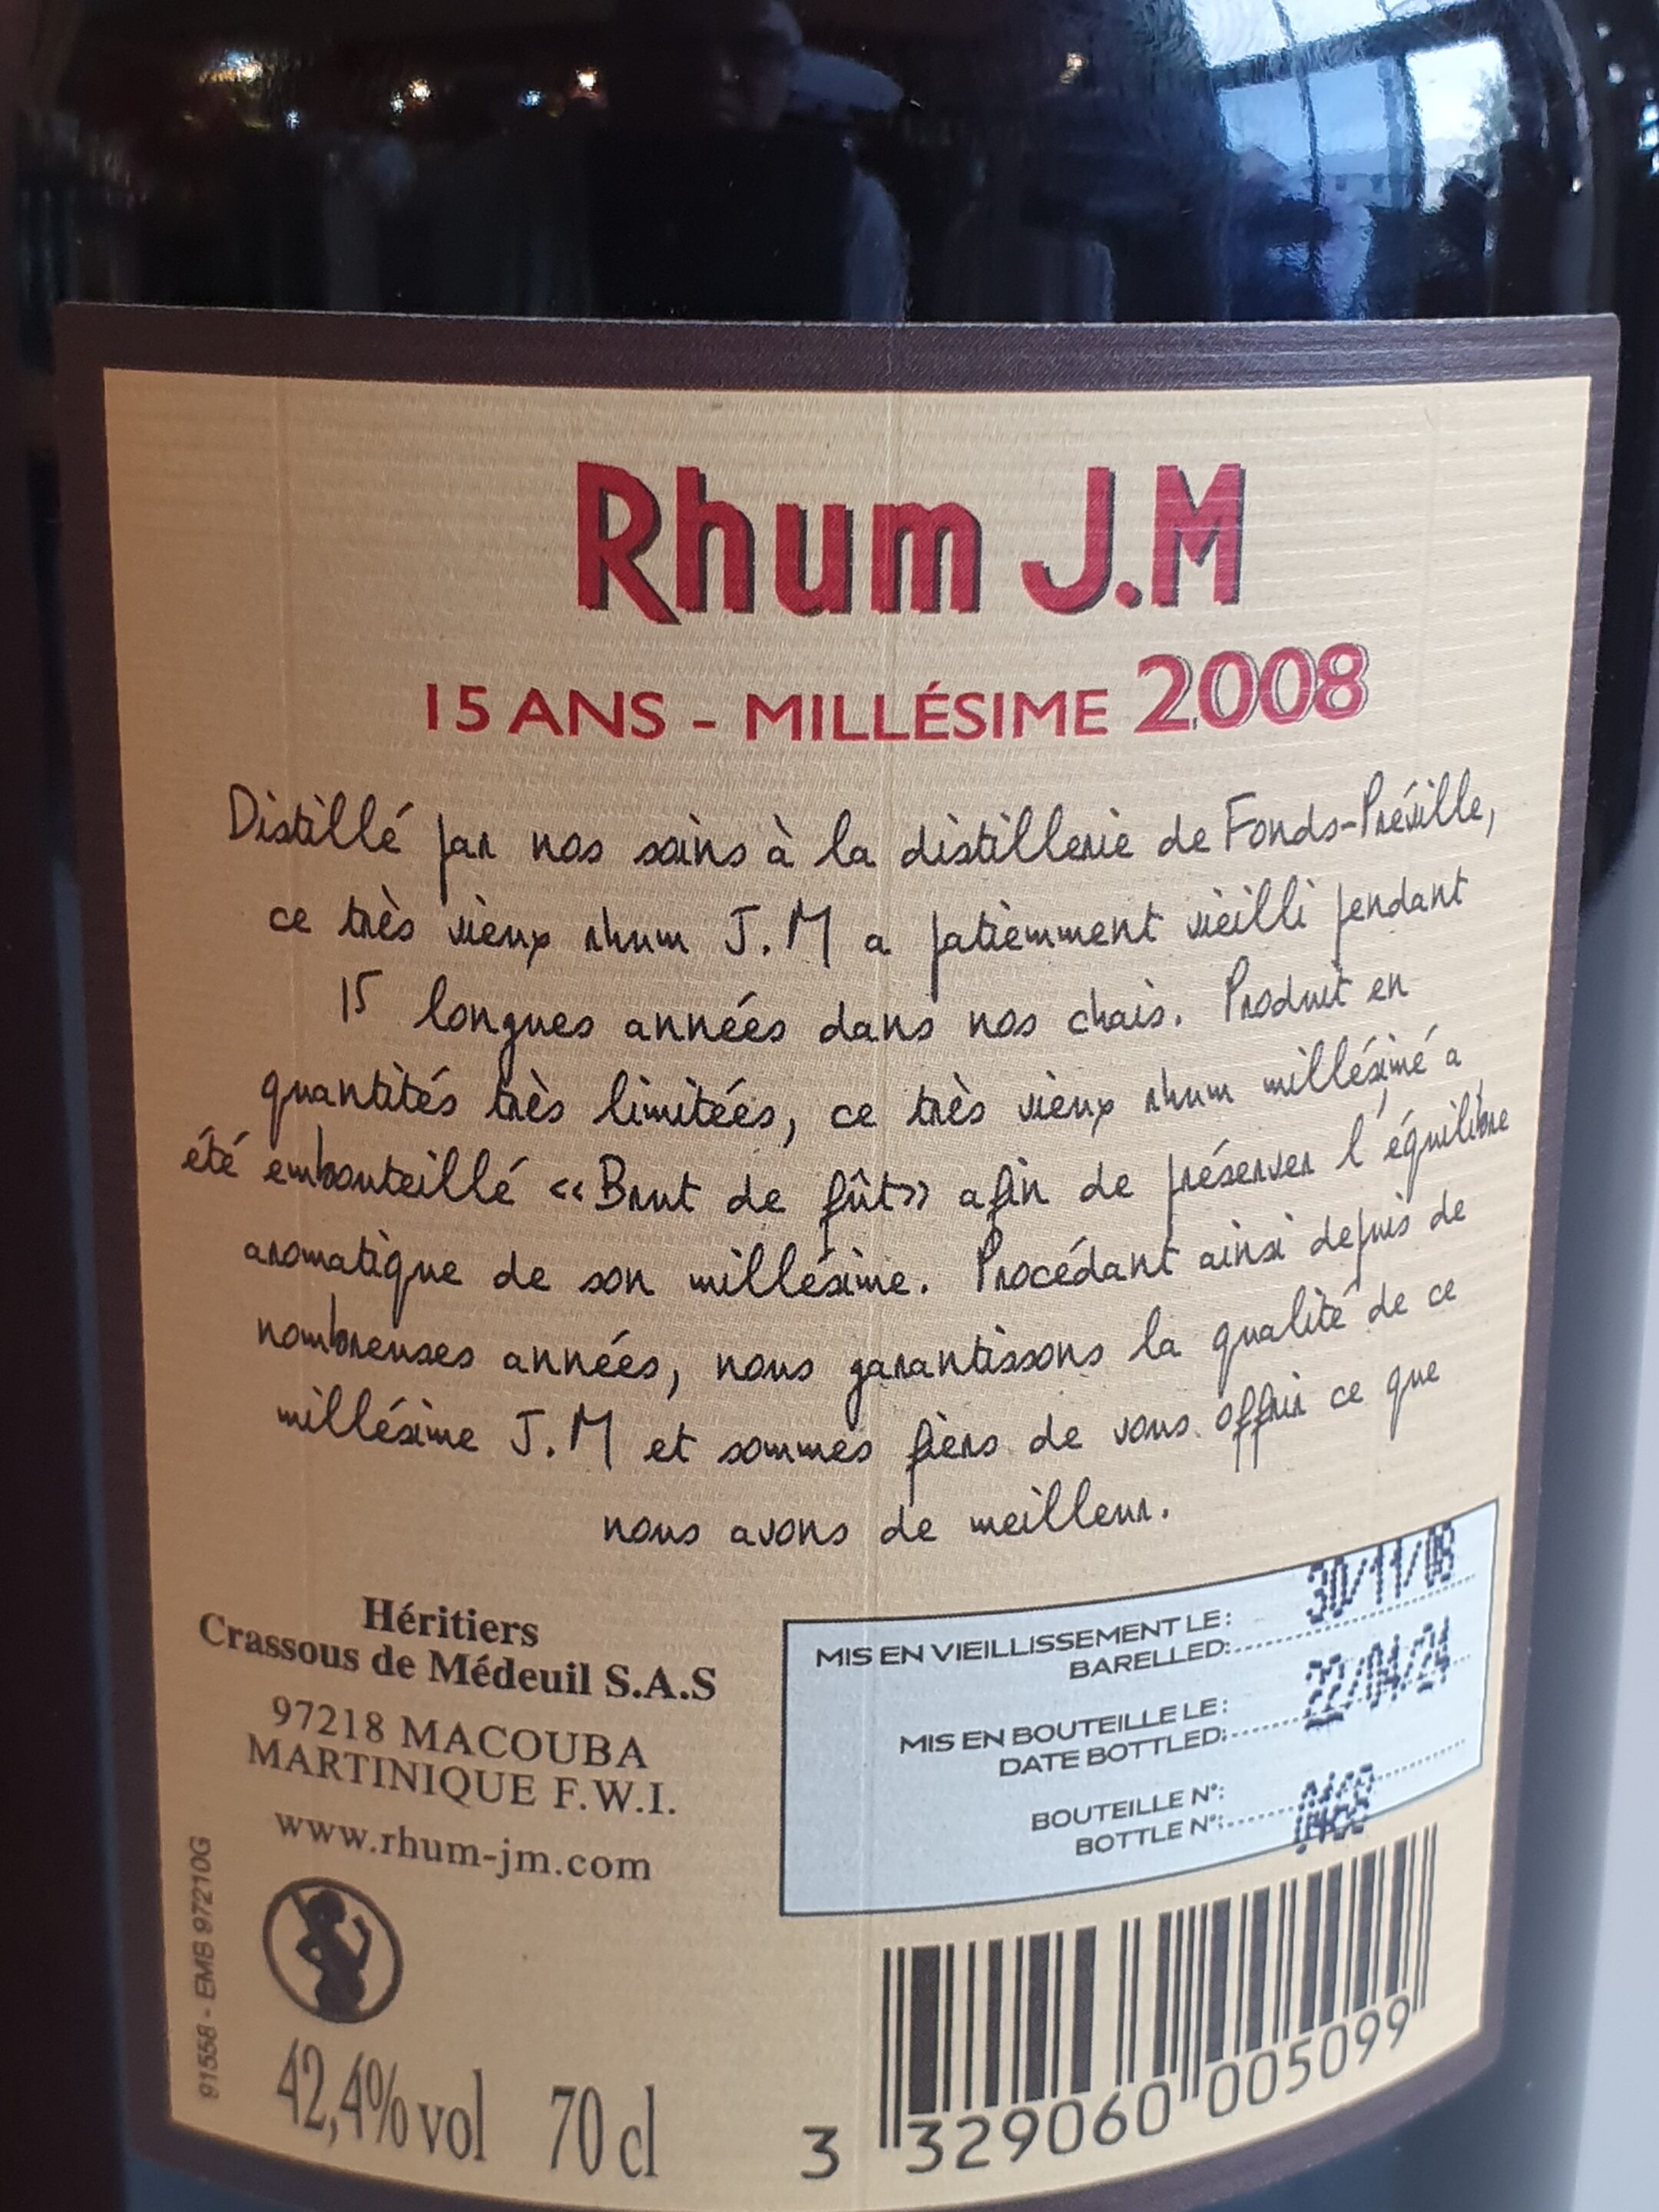 Rhum J.M
15 ANS - MILLÉSIME 2008
Distillé par nos soins à la distillerie de Fonds-Préville,
ce très vieux rhum J.M a patiemment vieilli pendant
15 longues années dans nos chais. Produit en
quantités très limitées, ce très vieux rhum millésimé a
été embouteillé «Brut de fût» afin de préserver l'équilibre
aromatique de son millésime. Procédant ainsi depuis de
nombreuses années, nous garantissons la qualité de ce
millésime J.M et sommes fiers de vous offrir ce que
nous avons de meilleur.
Héritiers
Crassous de Médeuil S.A.S
97218 MACOUBA
MARTINIQUE F.W.I.
www.rhum-jm.com
MIS EN VIEILLISSEMENT LE :
BARELLED: 30/11/08
MIS EN BOUTEILLE LE :
DATE BOTTLED: 22/04/24
BOUTEILLE N°:
BOTTLE N°:
91558 - EMB 97210G
42,4% vol 70 cl
3 329060 005099